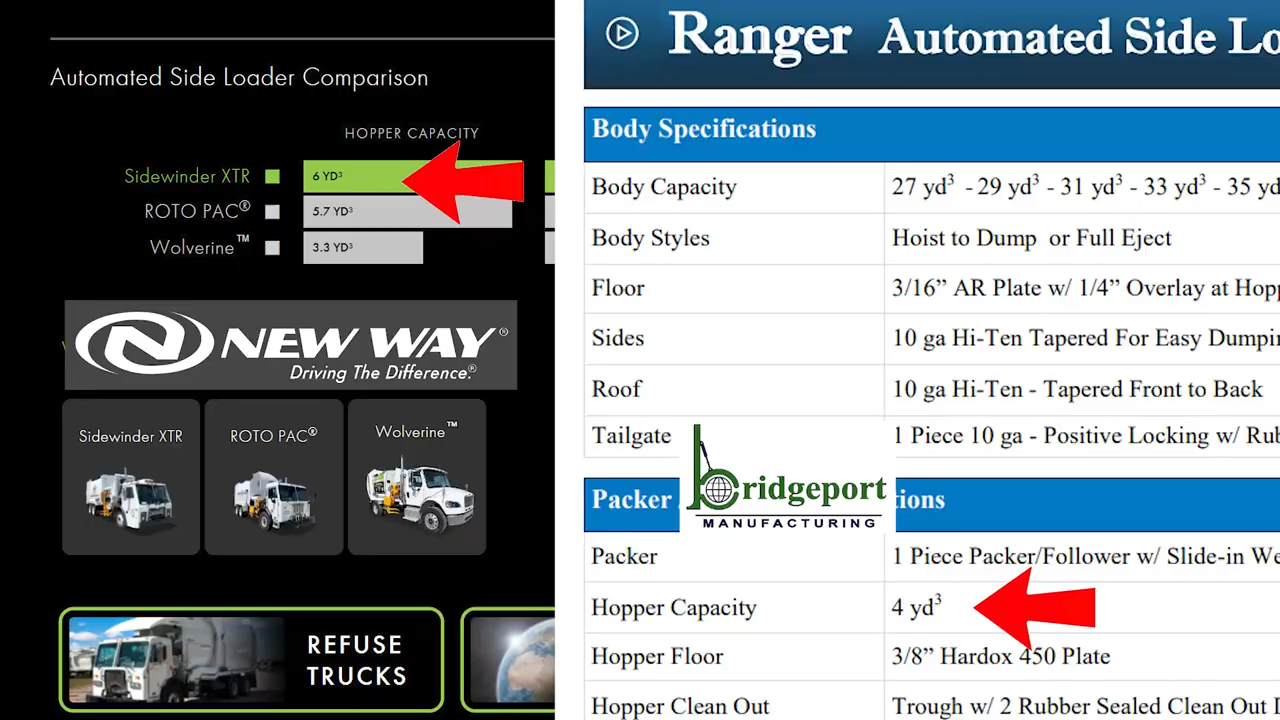 Automated Side Loader Comparison
HOPPER CAPACITY
Sidewinder XTR
6 YD³
ROTO PAC®
5.7 YD³
Wolverine™
3.3 YD³
NEW WAY®
Driving The Difference.®
Sidewinder XTR
ROTO PAC®
Wolverine™
REFUSE
TRUCKS
Ranger Automated Side Lo
Body Specifications
Body Capacity 27 yd³ - 29 yd³ - 31 yd³ - 33 yd³ - 35 yd
Body Styles Hoist to Dump or Full Eject
Floor 3/16” AR Plate w/ 1/4” Overlay at Hopp
Sides 10 ga Hi-Ten Tapered For Easy Dumpin
Roof 10 ga Hi-Ten - Tapered Front to Back
Tailgate 1 Piece 10 ga - Positive Locking w/ Rub
bridgeport
MANUFACTURING
Packer tions
Packer 1 Piece Packer/Follower w/ Slide-in We
Hopper Capacity 4 yd³
Hopper Floor 3/8” Hardox 450 Plate
Hopper Clean Out Trough w/ 2 Rubber Sealed Clean Out D